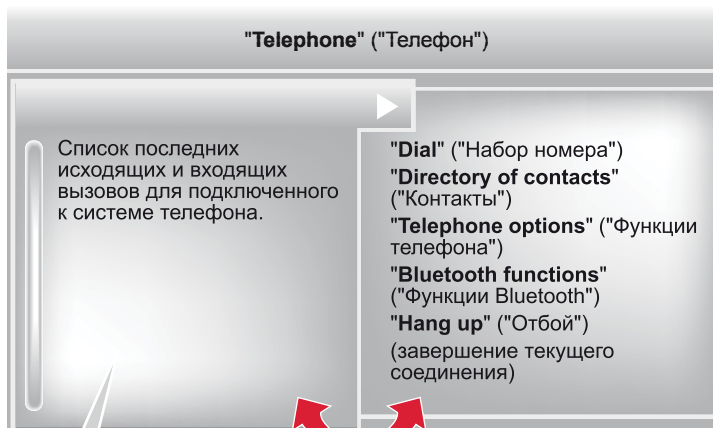 "Telephone" ("Телефон")
Список последних
исходящих и входящих
вызовов для подключенного
к системе телефона.
"Dial" ("Набор номера")
"Directory of contacts"
("Контакты")
"Telephone options" ("Функции
телефона")
"Bluetooth functions"
("Функции Bluetooth")
"Hang up" ("Отбой")
(завершение текущего
соединения)